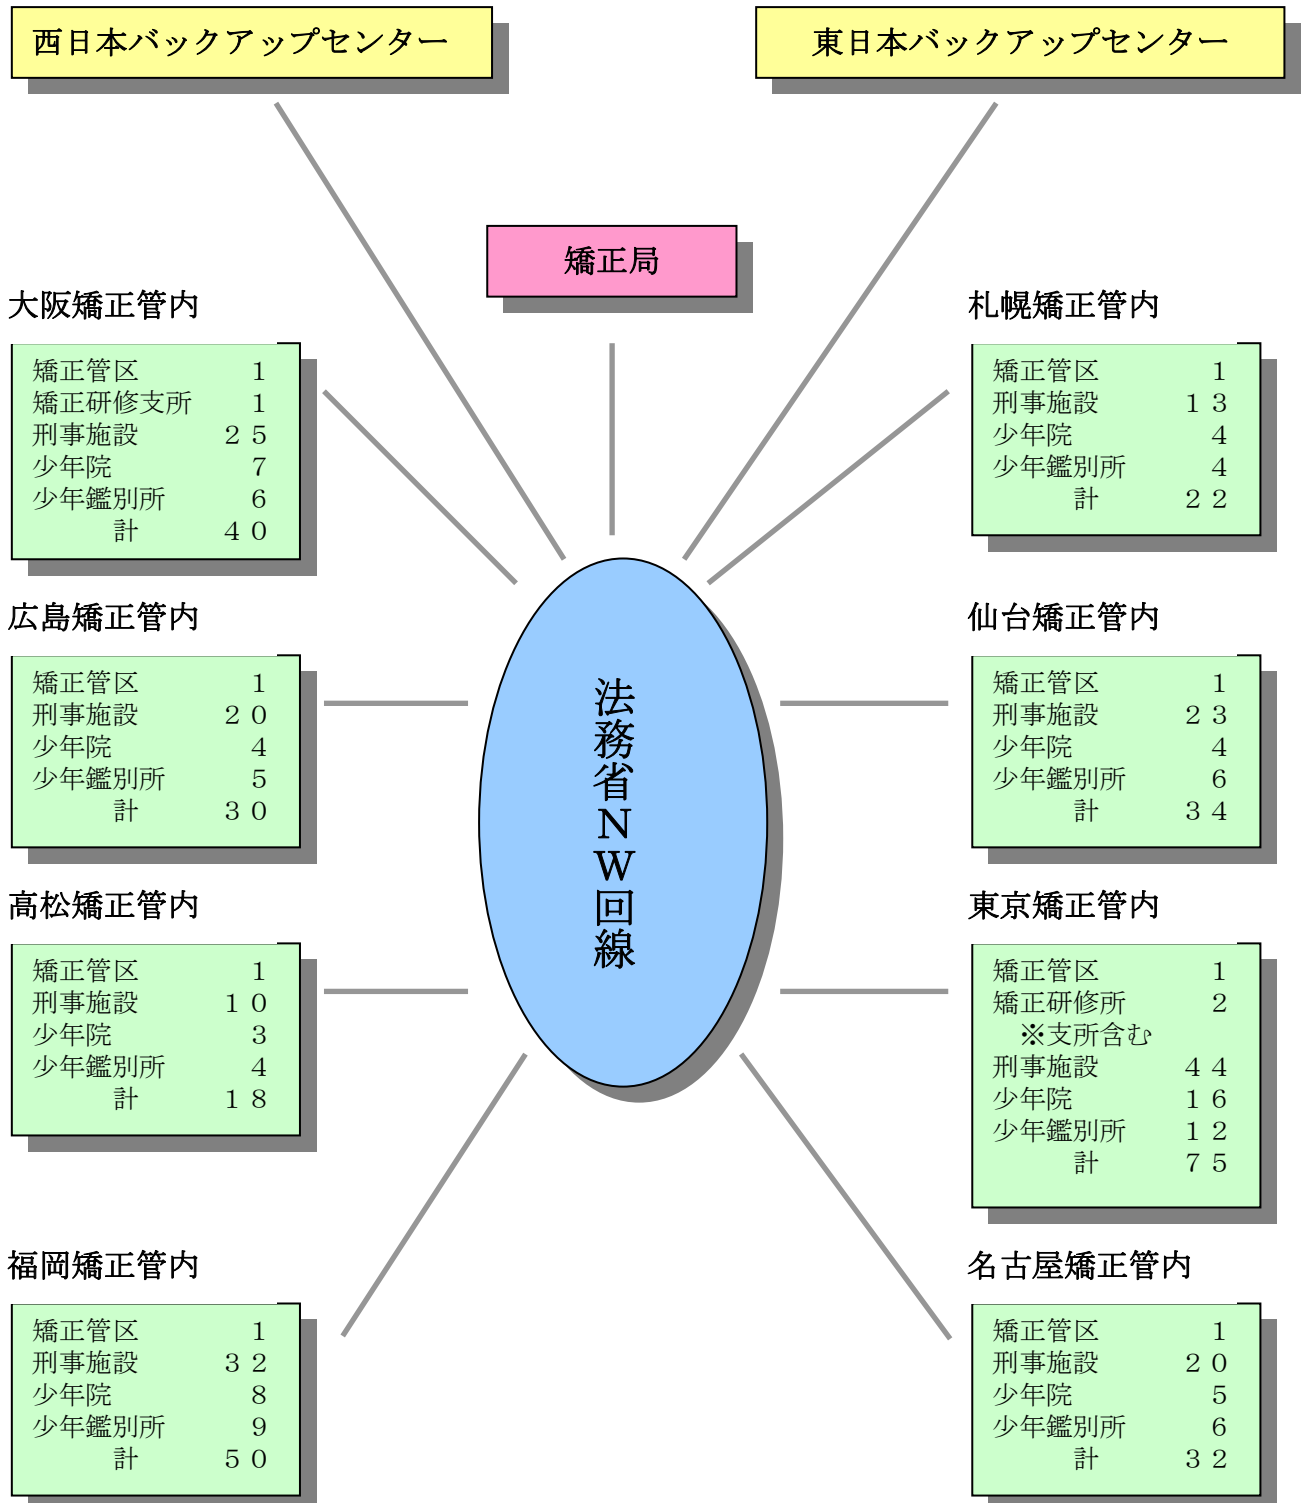 西日本バックアップセンター
東日本バックアップセンター
矯正局
大阪矯正管内
矯正管区 1
矯正研修支所 1
刑事施設 25
少年院 7
少年鑑別所 6
計 40
広島矯正管内
矯正管区 1
刑事施設 20
少年院 4
少年鑑別所 5
計 30
高松矯正管内
矯正管区 1
刑事施設 10
少年院 3
少年鑑別所 4
計 18
福岡矯正管内
矯正管区 1
刑事施設 32
少年院 8
少年鑑別所 9
計 50
法務省NW回線
札幌矯正管内
矯正管区 1
刑事施設 13
少年院 4
少年鑑別所 4
計 22
仙台矯正管内
矯正管区 1
刑事施設 23
少年院 4
少年鑑別所 6
計 34
東京矯正管内
矯正管区 1
矯正研修所 2
※支所含む
刑事施設 44
少年院 16
少年鑑別所 12
計 75
名古屋矯正管内
矯正管区 1
刑事施設 20
少年院 5
少年鑑別所 6
計 32